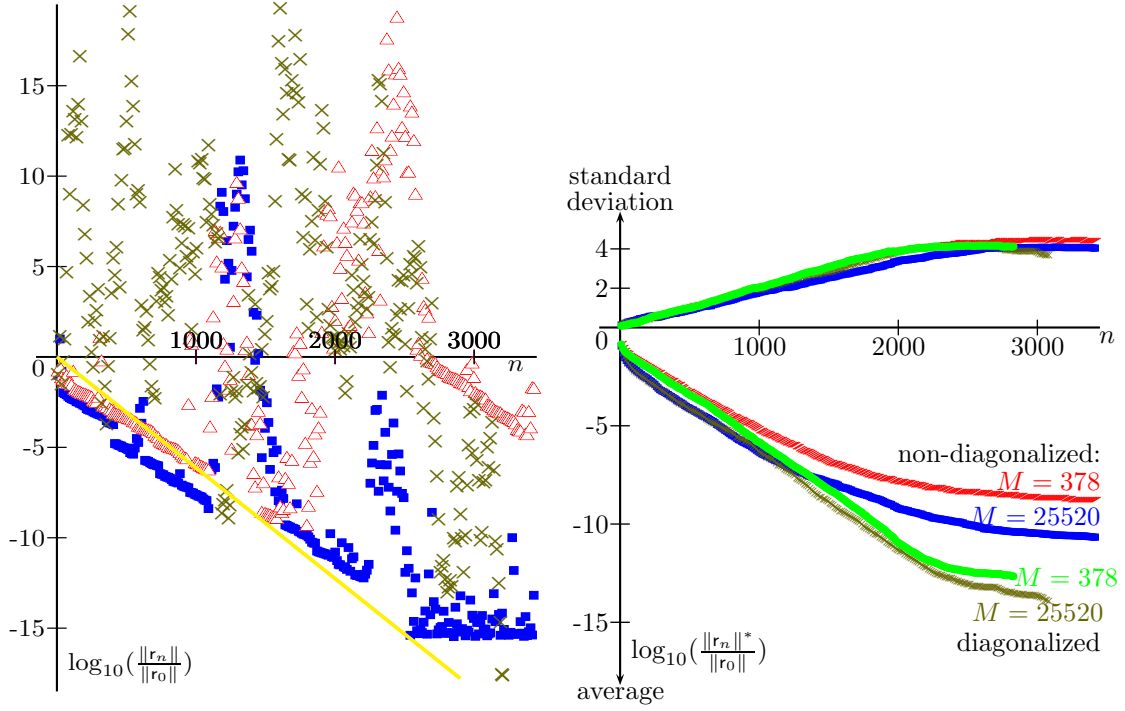 15
10
5
1000
2000
3000
0
n
-5
-10
-15
log₁₀(‖rₙ‖/‖r₀‖)
standard
deviation
4
2
0
1000
2000
3000
n
-5
non-diagonalized:
M = 378
-10
M = 25520
M = 378
M = 25520
-15
diagonalized
log₁₀(‖rₙ‖*/‖r₀‖)
average